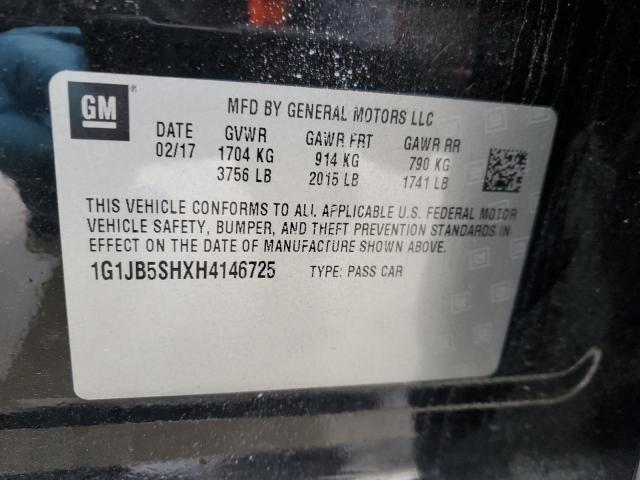 GM
MFD BY GENERAL MOTORS LLC
DATE GVWR GAWR FRT GAWR RR
02/17 1704 KG 914 KG 790 KG
3756 LB 2015 LB 1741 LB
THIS VEHICLE CONFORMS TO ALL APPLICABLE U.S. FEDERAL MOTOR
VEHICLE SAFETY, BUMPER, AND THEFT PREVENTION STANDARDS IN
EFFECT ON THE DATE OF MANUFACTURE SHOWN ABOVE.
1G1JB5SHXH4146725 TYPE: PASS CAR